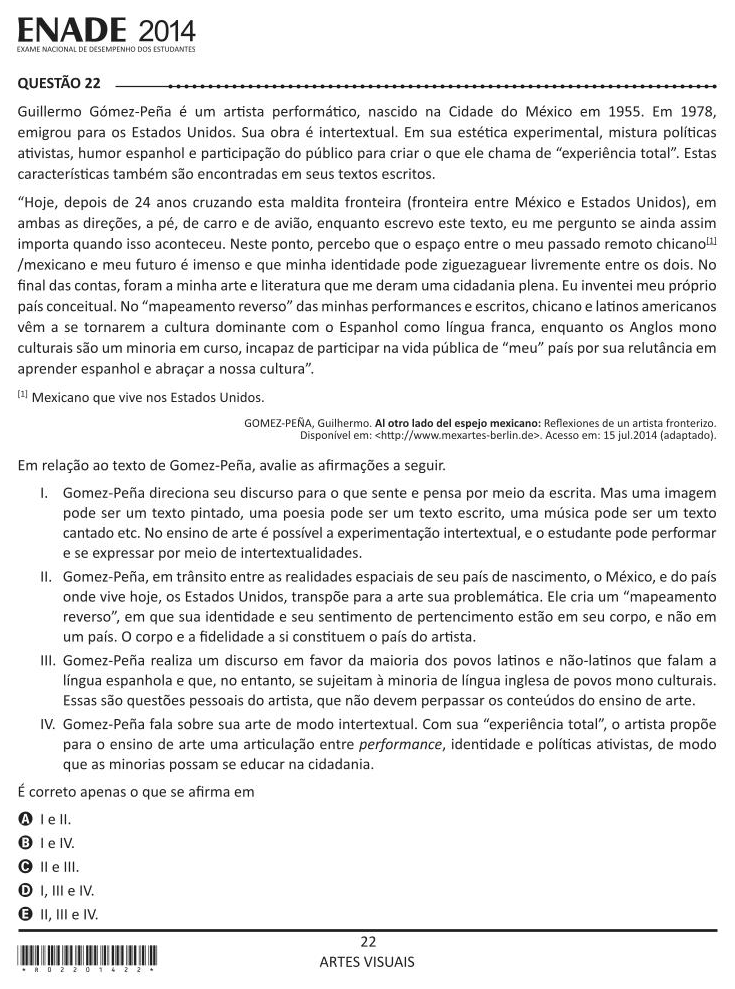 ENADE 2014
EXAME NACIONAL DE DESEMPENHO DOS ESTUDANTES
QUESTÃO 22
Guillermo Gómez-Peña é um artista performático, nascido na Cidade do México em 1955. Em 1978,
emigrou para os Estados Unidos. Sua obra é intertextual. Em sua estética experimental, mistura políticas
ativistas, humor espanhol e participação do público para criar o que ele chama de “experiência total”. Estas
características também são encontradas em seus textos escritos.
“Hoje, depois de 24 anos cruzando esta maldita fronteira (fronteira entre México e Estados Unidos), em
ambas as direções, a pé, de carro e de avião, enquanto escrevo este texto, eu me pergunto se ainda assim
importa quando isso aconteceu. Neste ponto, percebo que o espaço entre o meu passado remoto chicano[1]
/mexicano e meu futuro é imenso e que minha identidade pode ziguezaguear livremente entre os dois. No
final das contas, foram a minha arte e literatura que me deram uma cidadania plena. Eu inventei meu próprio
país conceitual. No “mapeamento reverso” das minhas performances e escritos, chicano e latinos americanos
vêm a se tornarem a cultura dominante com o Espanhol como língua franca, enquanto os Anglos mono
culturais são um minoria em curso, incapaz de participar na vida pública de “meu” país por sua relutância em
aprender espanhol e abraçar a nossa cultura”.
[1] Mexicano que vive nos Estados Unidos.
GOMEZ-PEÑA, Guilhermo. Al otro lado del espejo mexicano: Reflexiones de un artista fronterizo.
Disponível em: <http://www.mexartes-berlin.de>. Acesso em: 15 jul.2014 (adaptado).
Em relação ao texto de Gomez-Peña, avalie as afirmações a seguir.
I. Gomez-Peña direciona seu discurso para o que sente e pensa por meio da escrita. Mas uma imagem
pode ser um texto pintado, uma poesia pode ser um texto escrito, uma música pode ser um texto
cantado etc. No ensino de arte é possível a experimentação intertextual, e o estudante pode performar
e se expressar por meio de intertextualidades.
II. Gomez-Peña, em trânsito entre as realidades espaciais de seu país de nascimento, o México, e do país
onde vive hoje, os Estados Unidos, transpõe para a arte sua problemática. Ele cria um “mapeamento
reverso”, em que sua identidade e seu sentimento de pertencimento estão em seu corpo, e não em
um país. O corpo e a fidelidade a si constituem o país do artista.
III. Gomez-Peña realiza um discurso em favor da maioria dos povos latinos e não-latinos que falam a
língua espanhola e que, no entanto, se sujeitam à minoria de língua inglesa de povos mono culturais.
Essas são questões pessoais do artista, que não devem perpassar os conteúdos do ensino de arte.
IV. Gomez-Peña fala sobre sua arte de modo intertextual. Com sua “experiência total”, o artista propõe
para o ensino de arte uma articulação entre performance, identidade e políticas ativistas, de modo
que as minorias possam se educar na cidadania.
É correto apenas o que se afirma em
A I e II.
B I e IV.
C II e III.
D I, III e IV.
E II, III e IV.
22
ARTES VISUAIS
*R02201422*